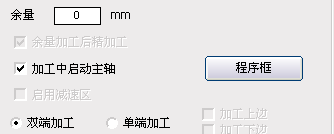 余量 0 mm
余量加工后精加工
加工中启动主轴 程序框
启用减速区
双端加工 单端加工 加工上边
加工下边